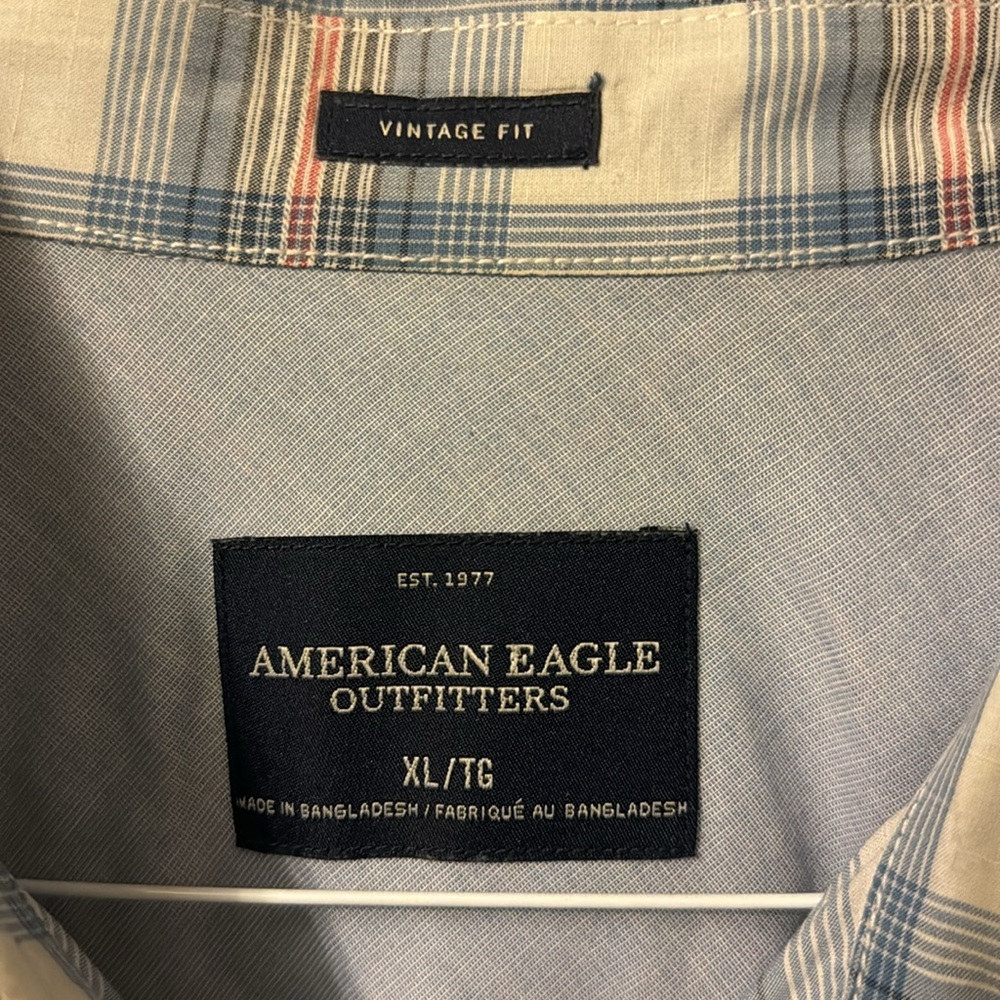 VINTAGE FIT
EST. 1977
AMERICAN EAGLE
OUTFITTERS
XL/TG
MADE IN BANGLADESH / FABRIQUÉ AU BANGLADESH